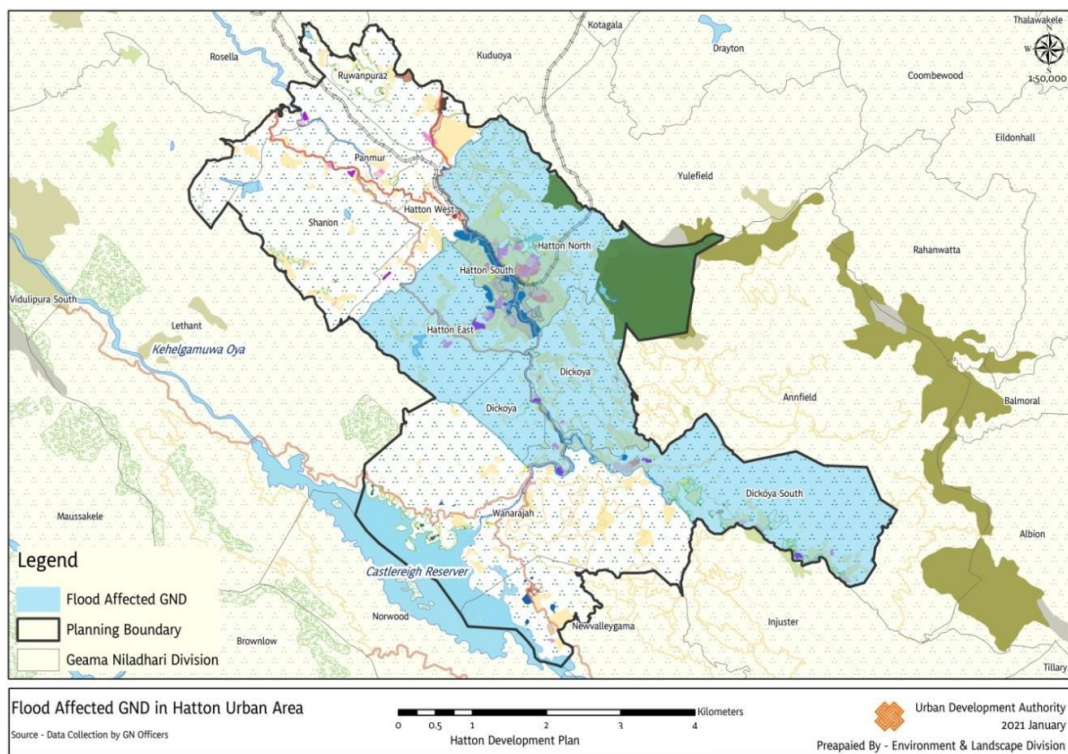 Kotagala
Thalawakele
Rosella
Kuduoya
Drayton
N
W
E
S
Coombewood
1:50,000
Ruwanpuraz
Eildonhall
Panmur
Yulefield
Hatton West
Shanon
Hatton North
Rahanwatta
Hatton South
Vidulipura South
Lethant
Hatton East
Kehelgamuwa Oya
Dickoya
Annfield
Balmoral
Dickoya
Dickoya South
Maussakele
Wanarajah
Albion
Castlereigh Reserver
Norwood
Newvalleygama
Injuster
Brownlow
Tillary
Legend
Flood Affected GND
Planning Boundary
Geama Niladhari Division
Flood Affected GND in Hatton Urban Area
Source - Data Collection by GN Officers
Kilometers
0 0.5 1 2 3 4
Hatton Development Plan
Urban Development Authority
2021 January
Prepaied By - Environment & Landscape Division